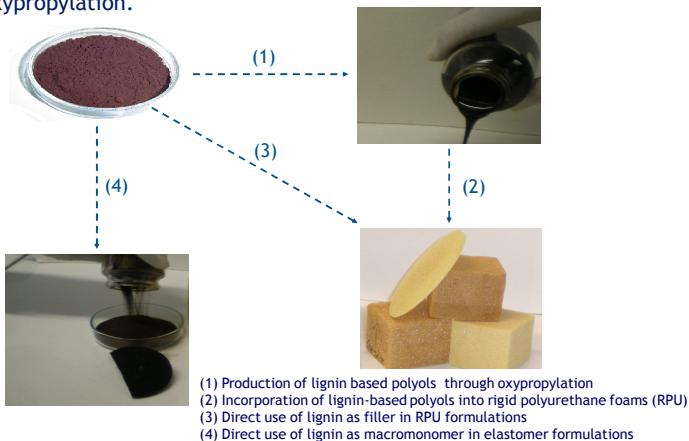 xypropylation.
(1)
(3)
(4)
(2)
(1) Production of lignin based polyols through oxypropylation
(2) Incorporation of lignin-based polyols into rigid polyurethane foams (RPU)
(3) Direct use of lignin as filler in RPU formulations
(4) Direct use of lignin as macromonomer in elastomer formulations